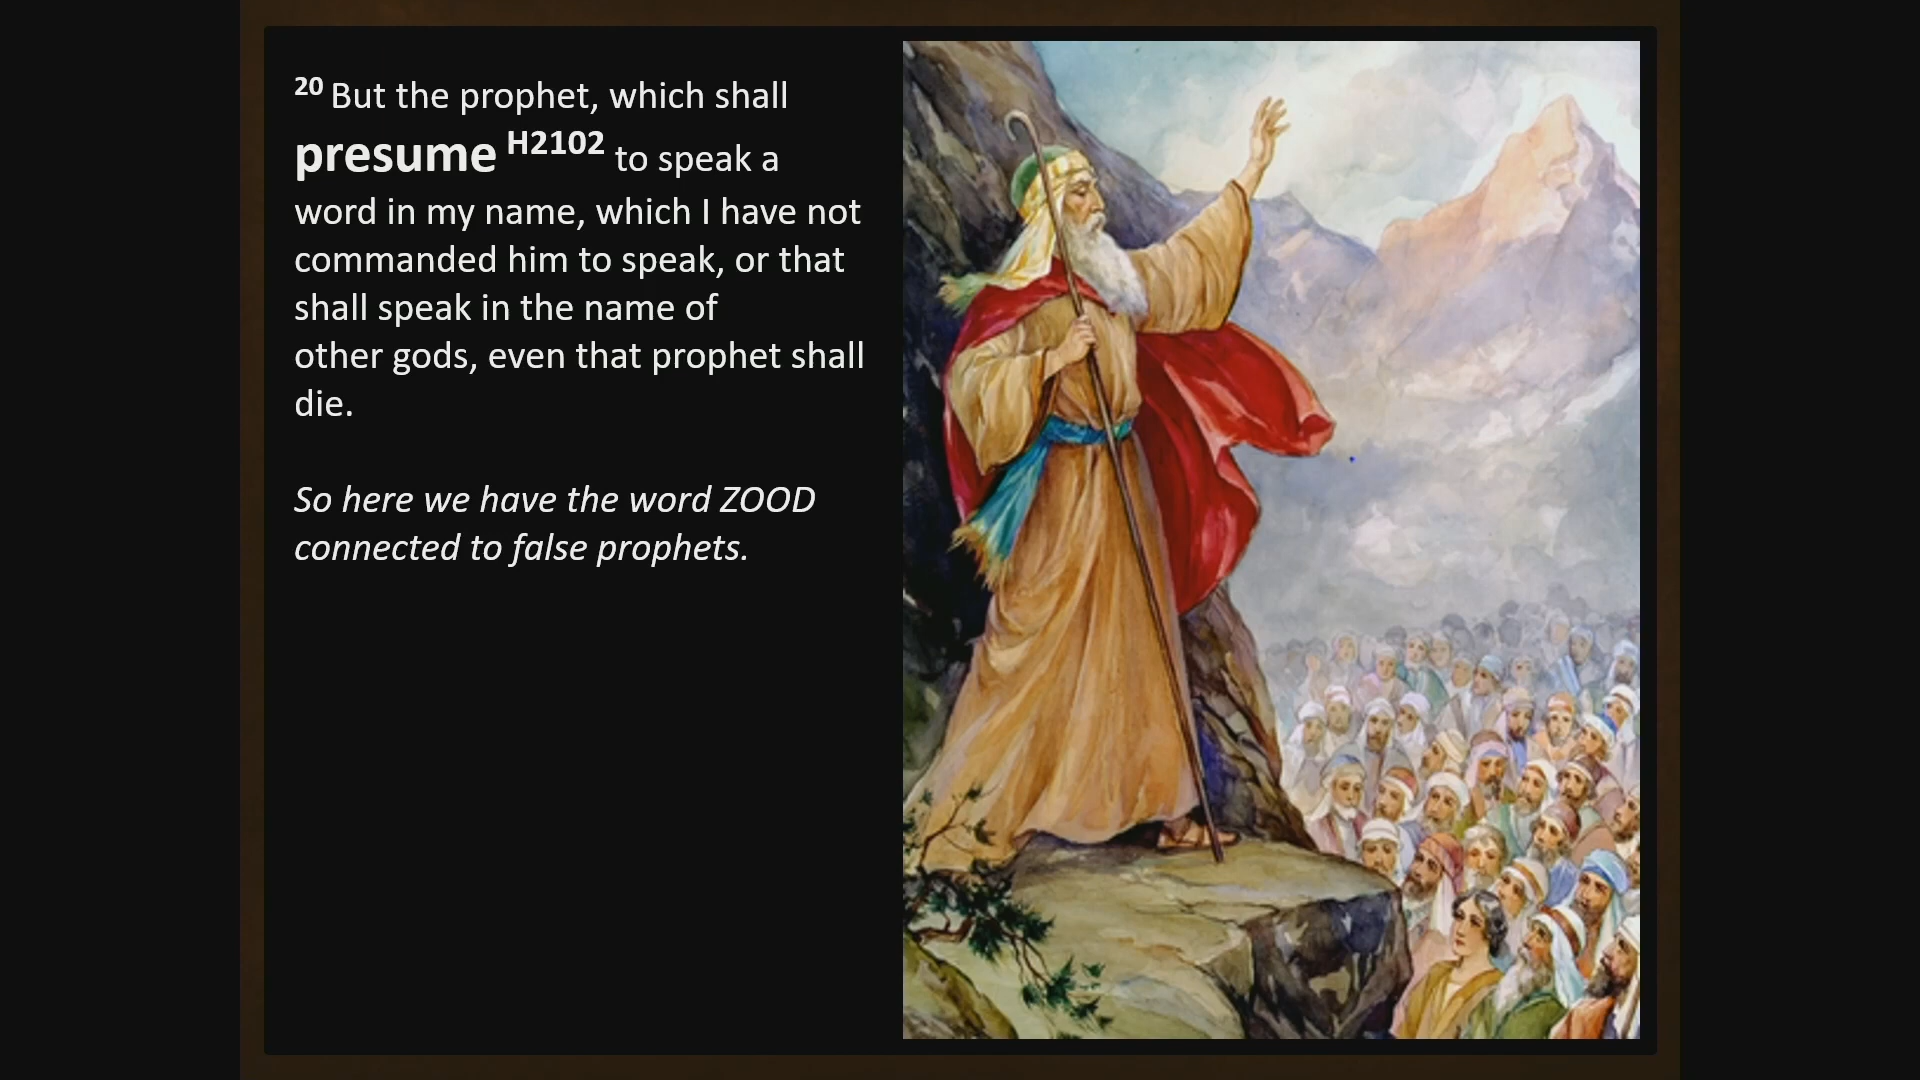 20 But the prophet, which shall
presume H2102 to speak a
word in my name, which I have not
commanded him to speak, or that
shall speak in the name of
other gods, even that prophet shall
die.
So here we have the word ZOOD
connected to false prophets.